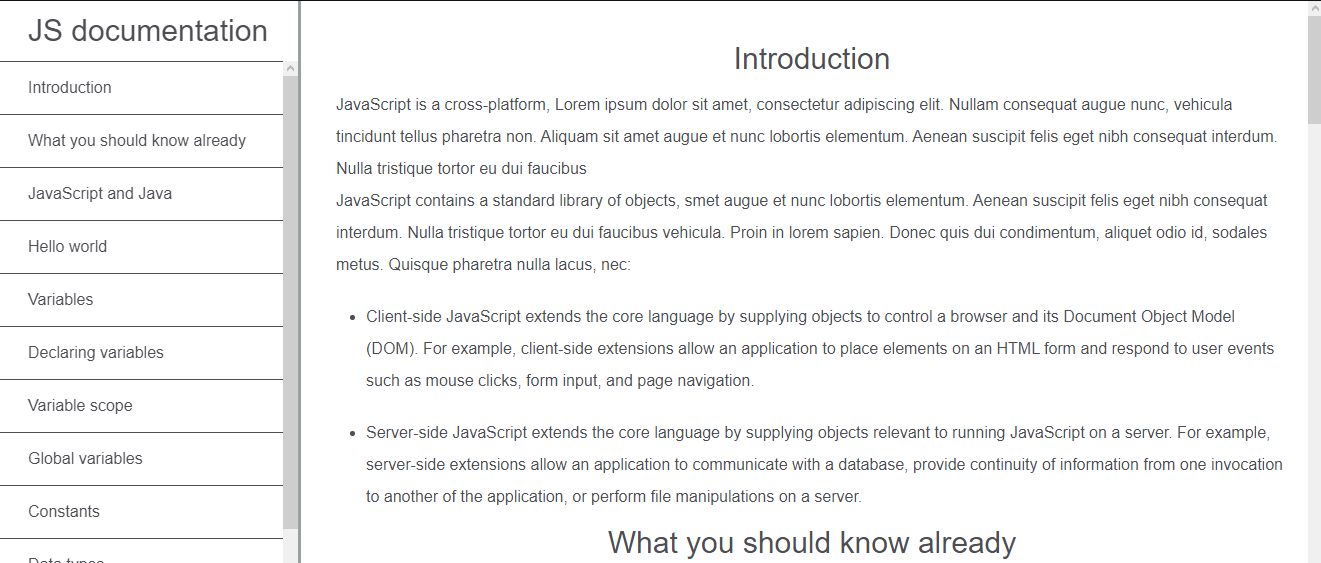 JS documentation
Introduction
What you should know already
JavaScript and Java
Hello world
Variables
Declaring variables
Variable scope
Global variables
Constants
Data types
Introduction
JavaScript is a cross-platform, Lorem ipsum dolor sit amet, consectetur adipiscing elit. Nullam consequat augue nunc, vehicula
tincidunt tellus pharetra non. Aliquam sit amet augue et nunc lobortis elementum. Aenean suscipit felis eget nibh consequat interdum.
Nulla tristique tortor eu dui faucibus
JavaScript contains a standard library of objects, smet augue et nunc lobortis elementum. Aenean suscipit felis eget nibh consequat
interdum. Nulla tristique tortor eu dui faucibus vehicula. Proin in lorem sapien. Donec quis dui condimentum, aliquet odio id, sodales
metus. Quisque pharetra nulla lacus, nec:
• Client-side JavaScript extends the core language by supplying objects to control a browser and its Document Object Model
(DOM). For example, client-side extensions allow an application to place elements on an HTML form and respond to user events
such as mouse clicks, form input, and page navigation.
• Server-side JavaScript extends the core language by supplying objects relevant to running JavaScript on a server. For example,
server-side extensions allow an application to communicate with a database, provide continuity of information from one invocation
to another of the application, or perform file manipulations on a server.
What you should know already